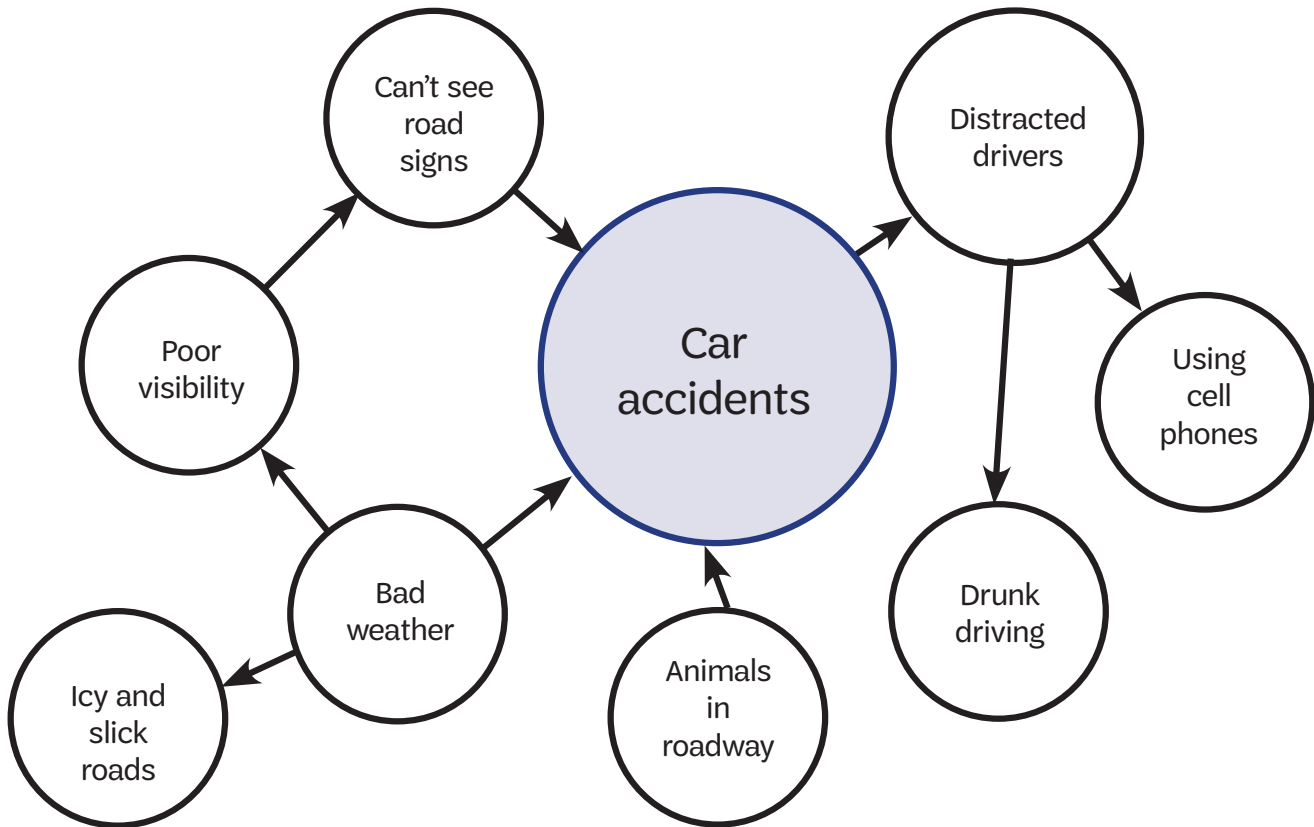 Can’t see
road
signs
Distracted
drivers
Poor
visibility
Car
accidents
Using
cell
phones
Bad
weather
Drunk
driving
Icy and
slick
roads
Animals
in
roadway